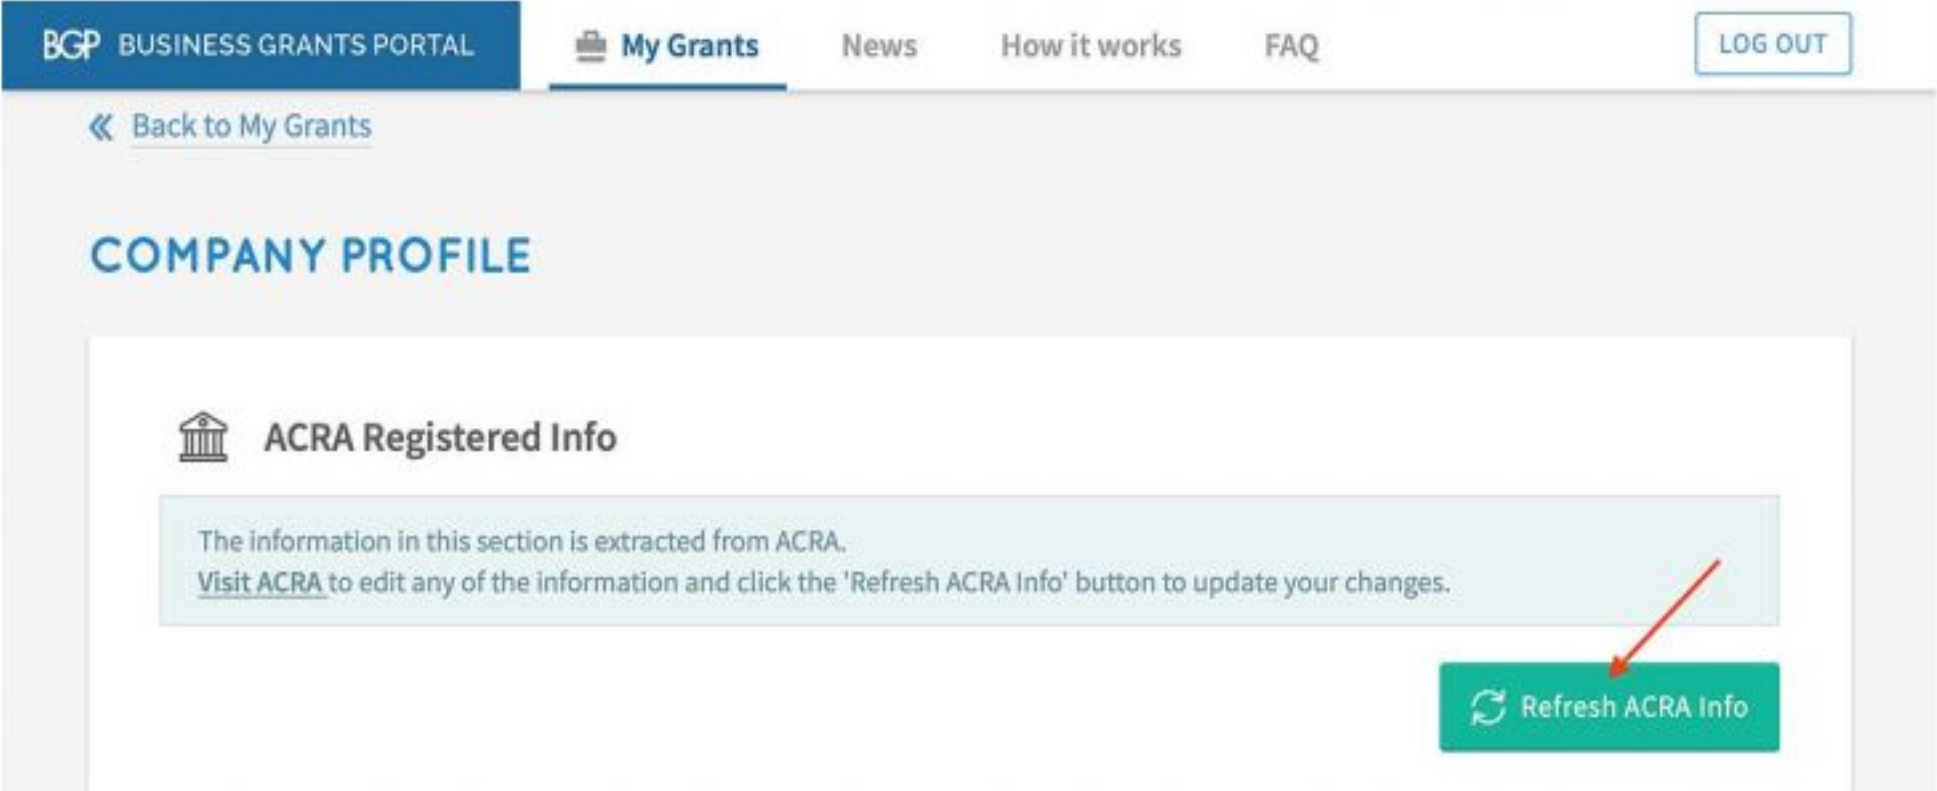 BGP BUSINESS GRANTS PORTAL My Grants News How it works FAQ LOG OUT
« Back to My Grants
COMPANY PROFILE
ACRA Registered Info
The information in this section is extracted from ACRA.
Visit ACRA to edit any of the information and click the 'Refresh ACRA Info' button to update your changes.
Refresh ACRA Info